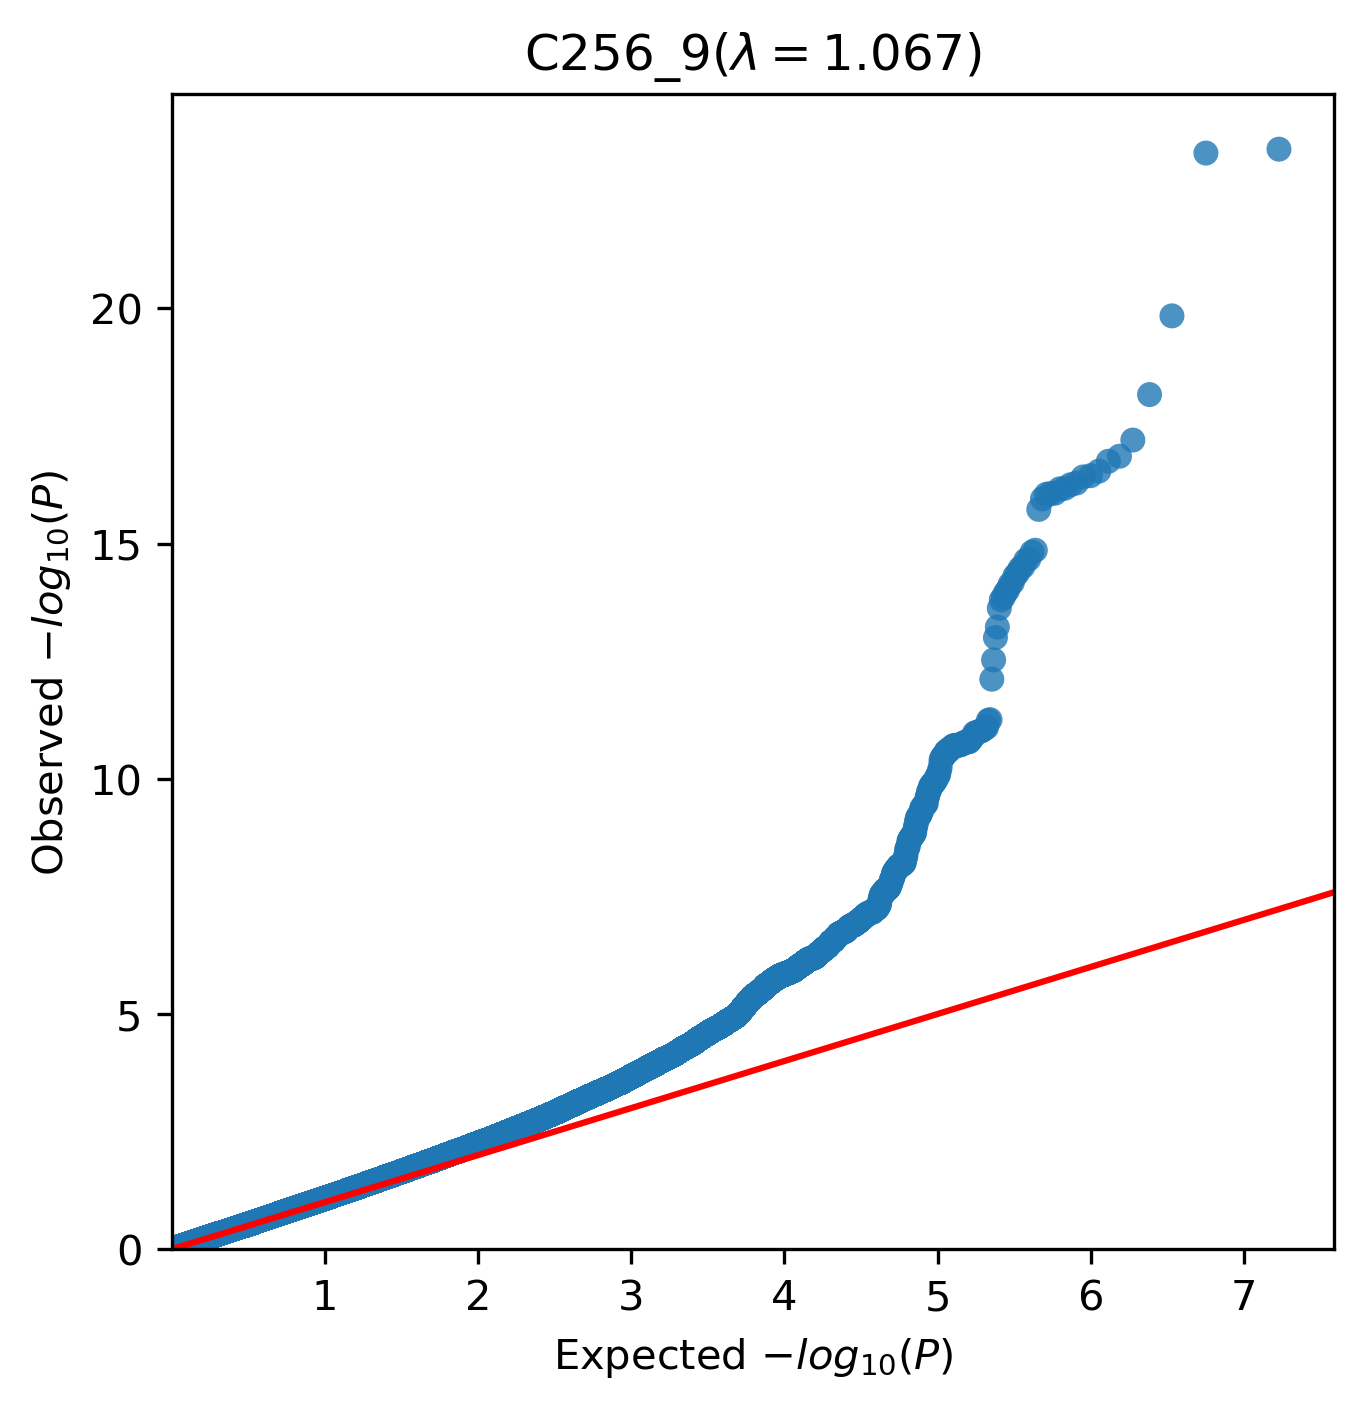 C256_9(λ = 1.067)
Observed −log₁₀(P)
20
15
10
5
0
1 2 3 4 5 6 7
Expected −log₁₀(P)